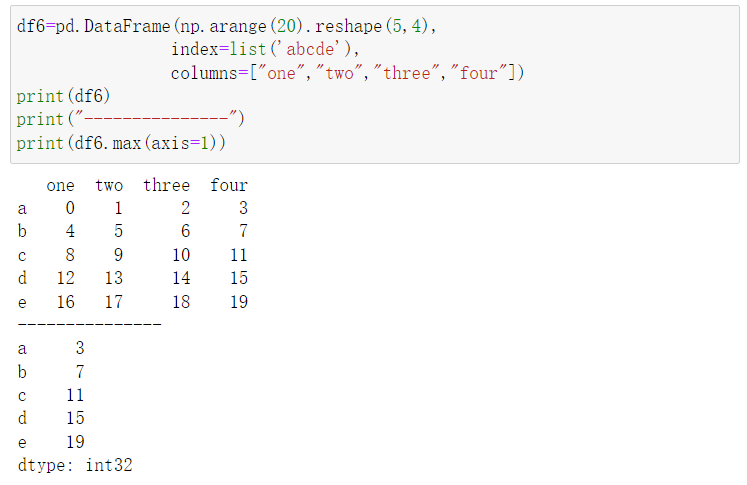 df6=pd.DataFrame(np.arange(20).reshape(5,4),
                 index=list('abcde'),
                 columns=["one","two","three","four"])
print(df6)
print("---------------")
print(df6.max(axis=1))
   one  two  three  four
a    0    1      2     3
b    4    5      6     7
c    8    9     10    11
d   12   13     14    15
e   16   17     18    19
---------------
a     3
b     7
c    11
d    15
e    19
dtype: int32